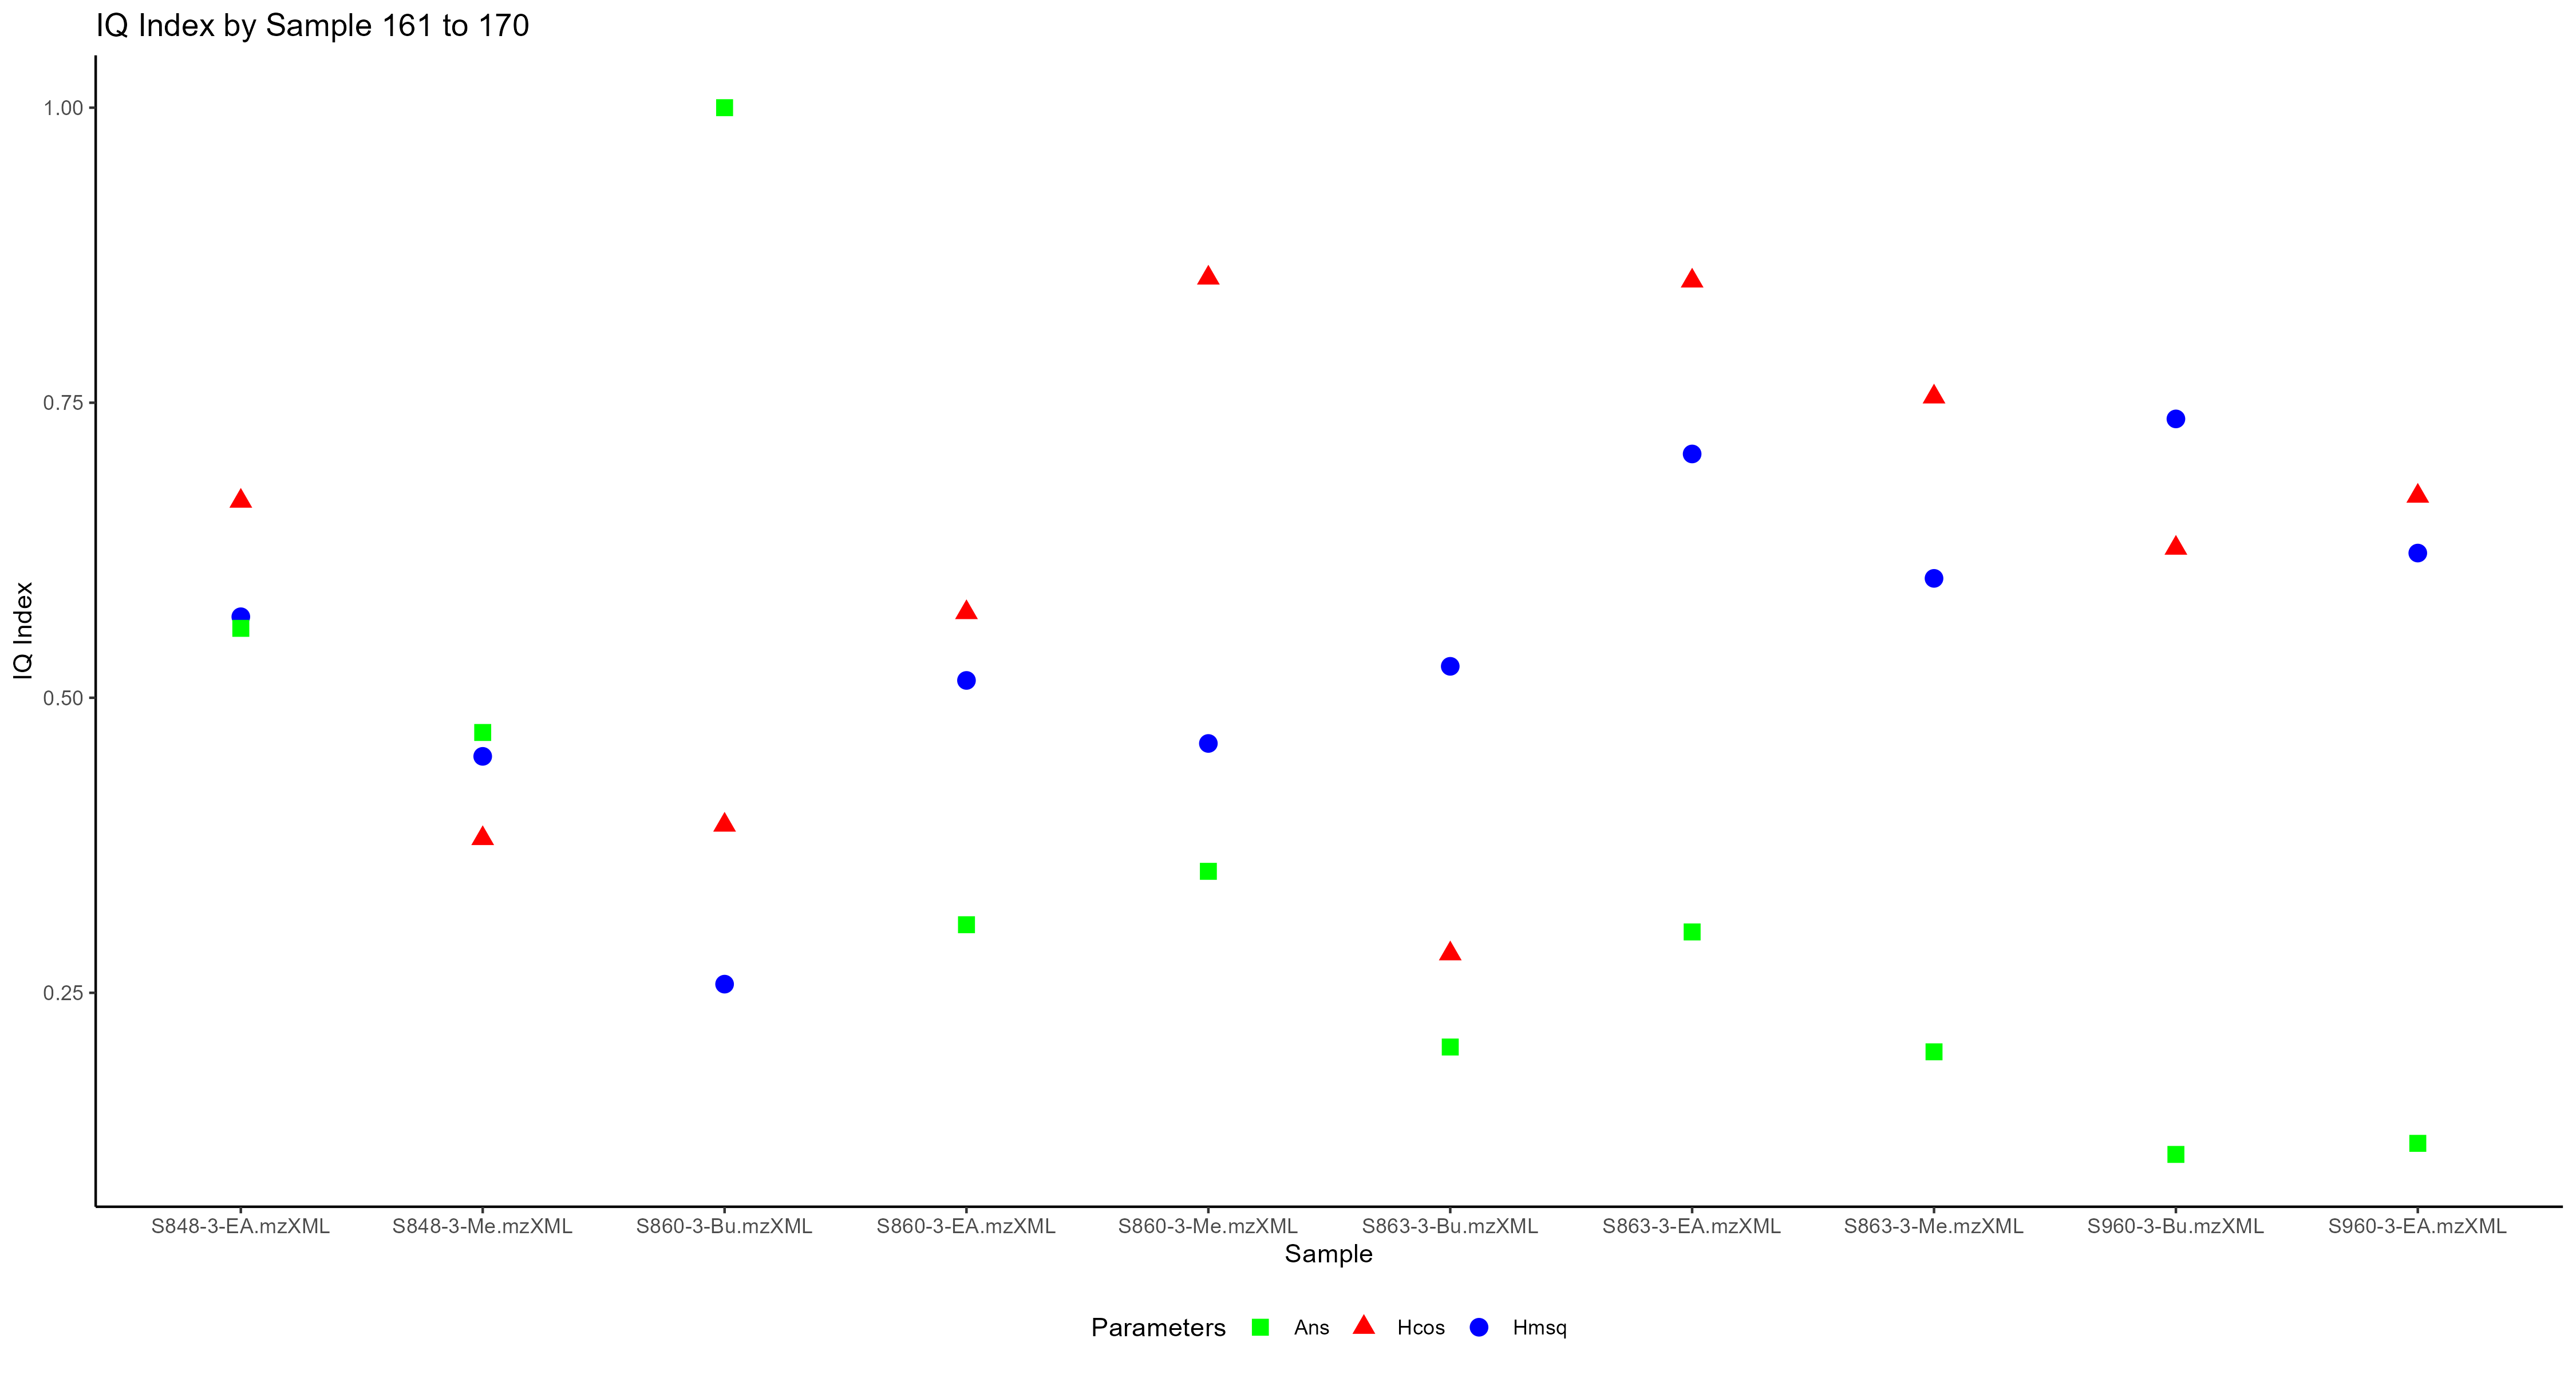 IQ Index by Sample 161 to 170
IQ Index
1.00
0.75
0.50
0.25
S848-3-EA.mzXML S848-3-Me.mzXML S860-3-Bu.mzXML S860-3-EA.mzXML S860-3-Me.mzXML S863-3-Bu.mzXML S863-3-EA.mzXML S863-3-Me.mzXML S960-3-Bu.mzXML S960-3-EA.mzXML
Sample
Parameters Ans Hcos Hmsq